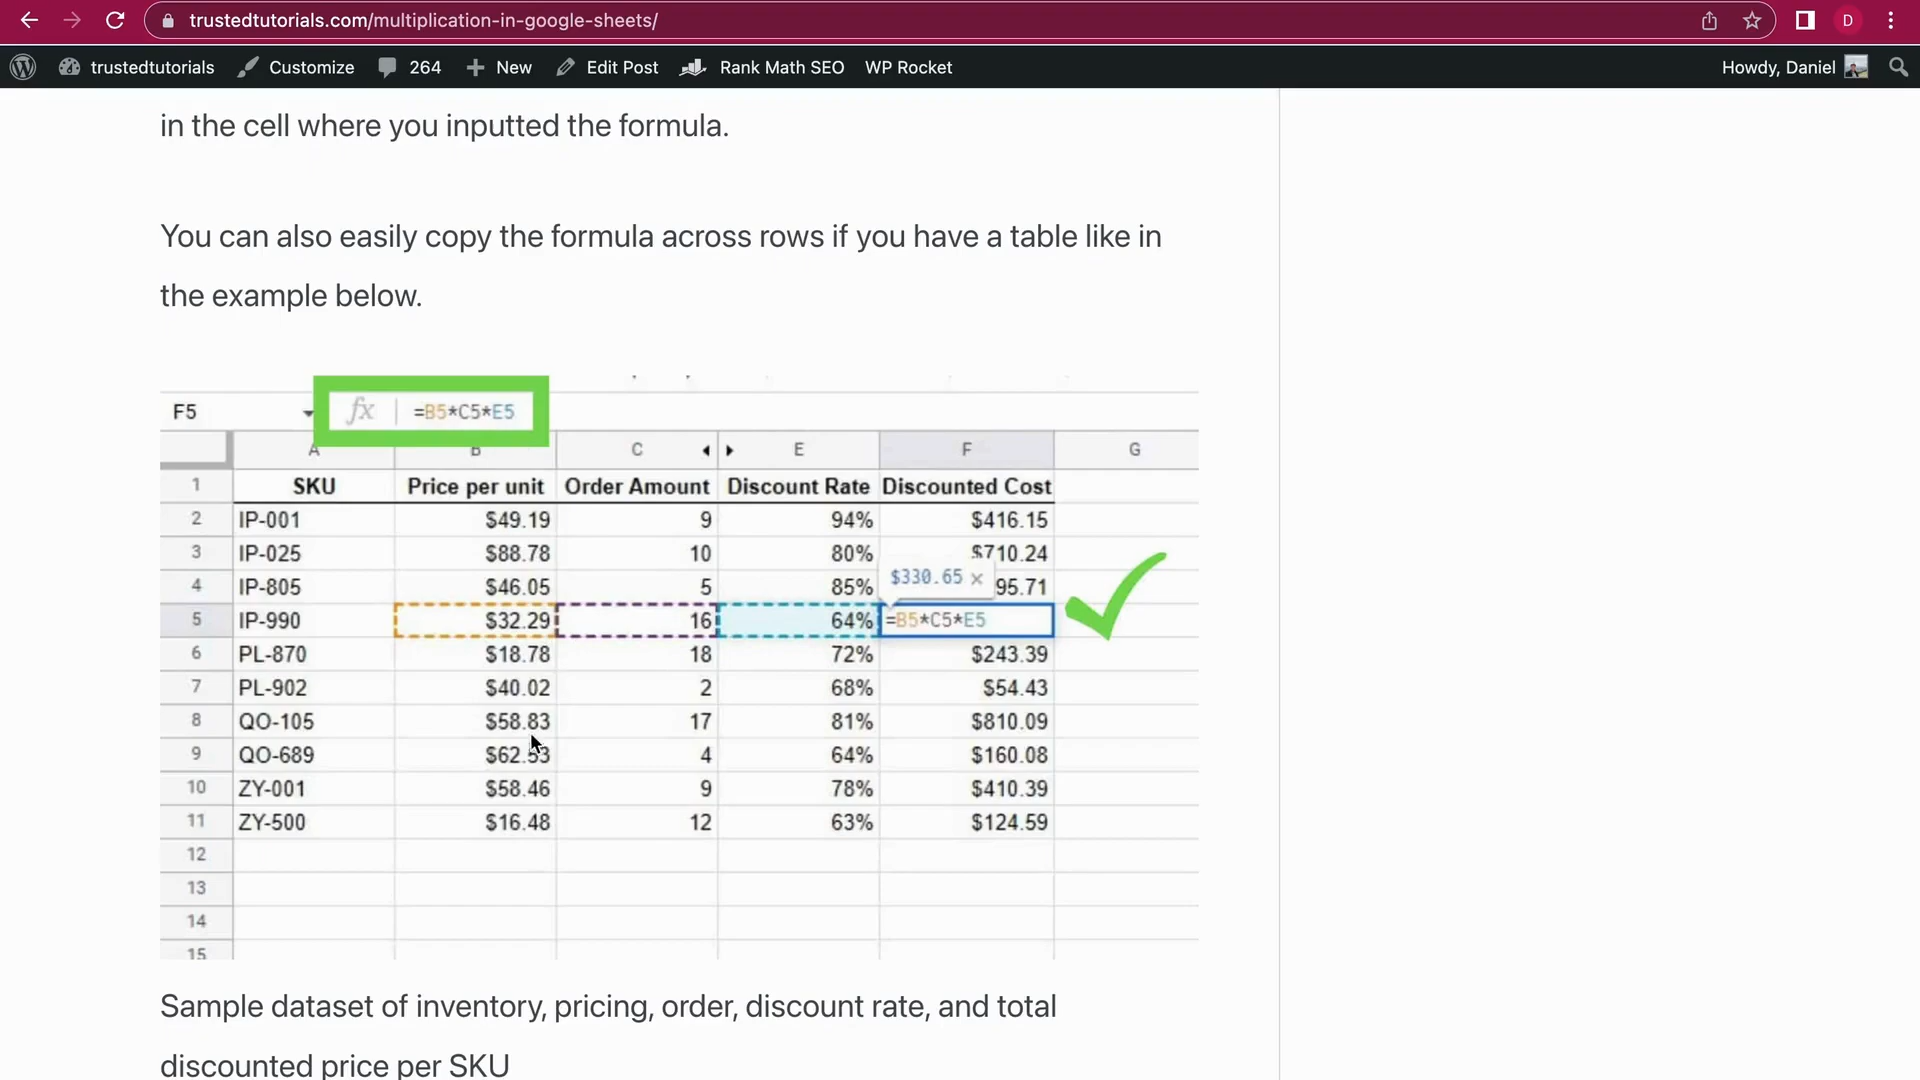 trustedtutorials.com/multiplication-in-google-sheets/
D
trustedtutorials Customize 264 New Edit Post Rank Math SEO WP Rocket Howdy, Daniel
in the cell where you inputted the formula.
You can also easily copy the formula across rows if you have a table like in
the example below.
F5 fx =B5*C5*E5
A B C E F G
1 SKU Price per unit Order Amount Discount Rate Discounted Cost
2 IP-001 $49.19 9 94% $416.15
3 IP-025 $88.78 10 80% $710.24
$330.65 ×
4 IP-805 $46.05 5 85% 95.71
5 IP-990 $32.29 16 64% =B5*C5*E5
6 PL-870 $18.78 18 72% $243.39
7 PL-902 $40.02 2 68% $54.43
8 QO-105 $58.83 17 81% $810.09
9 QO-689 $62.53 4 64% $160.08
10 ZY-001 $58.46 9 78% $410.39
11 ZY-500 $16.48 12 63% $124.59
12
13
14
15
Sample dataset of inventory, pricing, order, discount rate, and total
discounted price per SKU